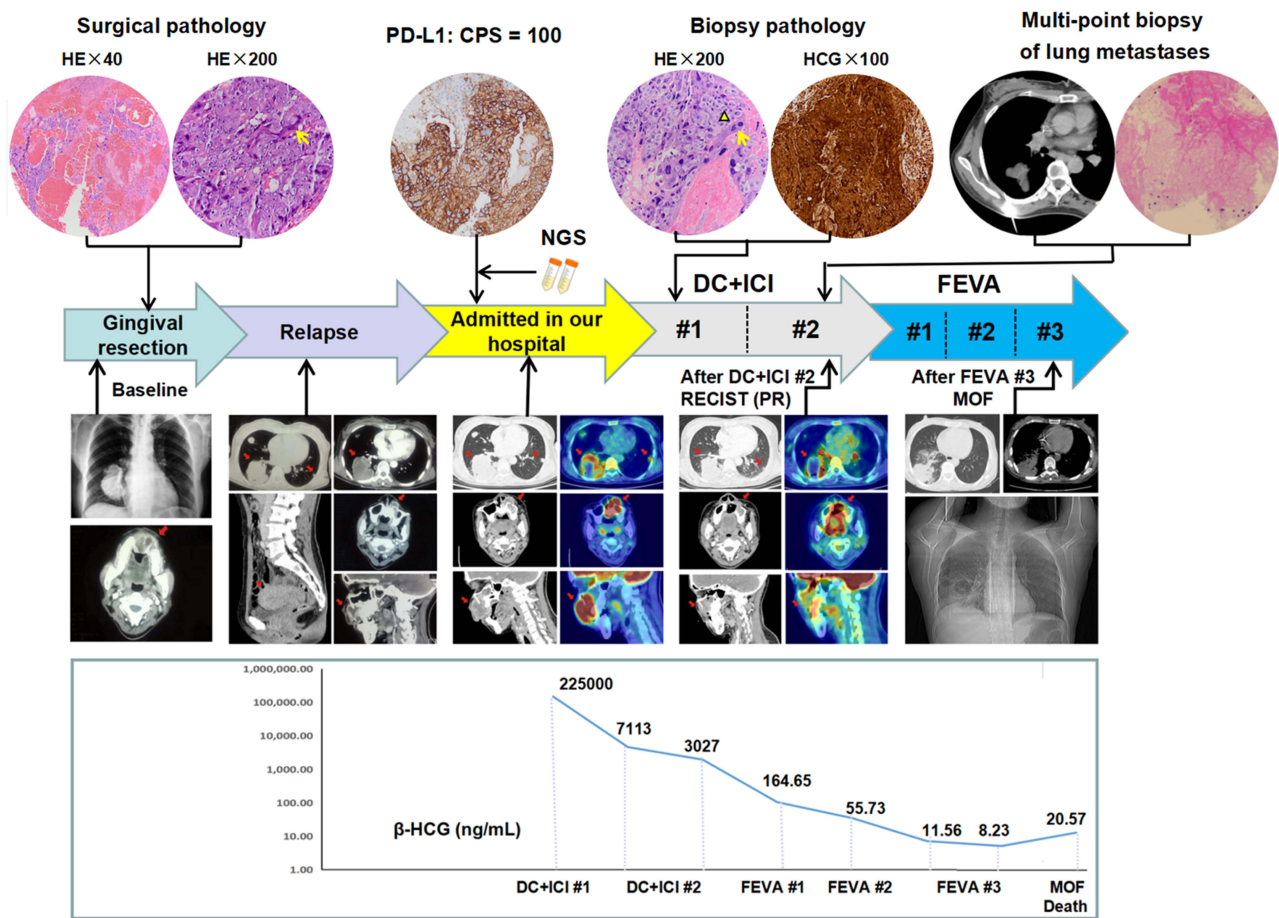 Surgical pathology
HE×40
HE×200
PD-L1: CPS = 100
Biopsy pathology
HE×200
HCG×100
Multi-point biopsy
of lung metastases
NGS
DC+ICI
FEVA
Gingival
resection
Relapse
Admitted in our
hospital
#1
#2
#1
#2
#3
Baseline
After DC+ICI #2
RECIST (PR)
After FEVA #3
MOF
1,000,000.00
100,000.00
10,000.00
1,000.00
100.00
10.00
1.00
β-HCG (ng/mL)
225000
7113
3027
164.65
55.73
11.56
8.23
20.57
DC+ICI #1
DC+ICI #2
FEVA #1
FEVA #2
FEVA #3
MOF
Death